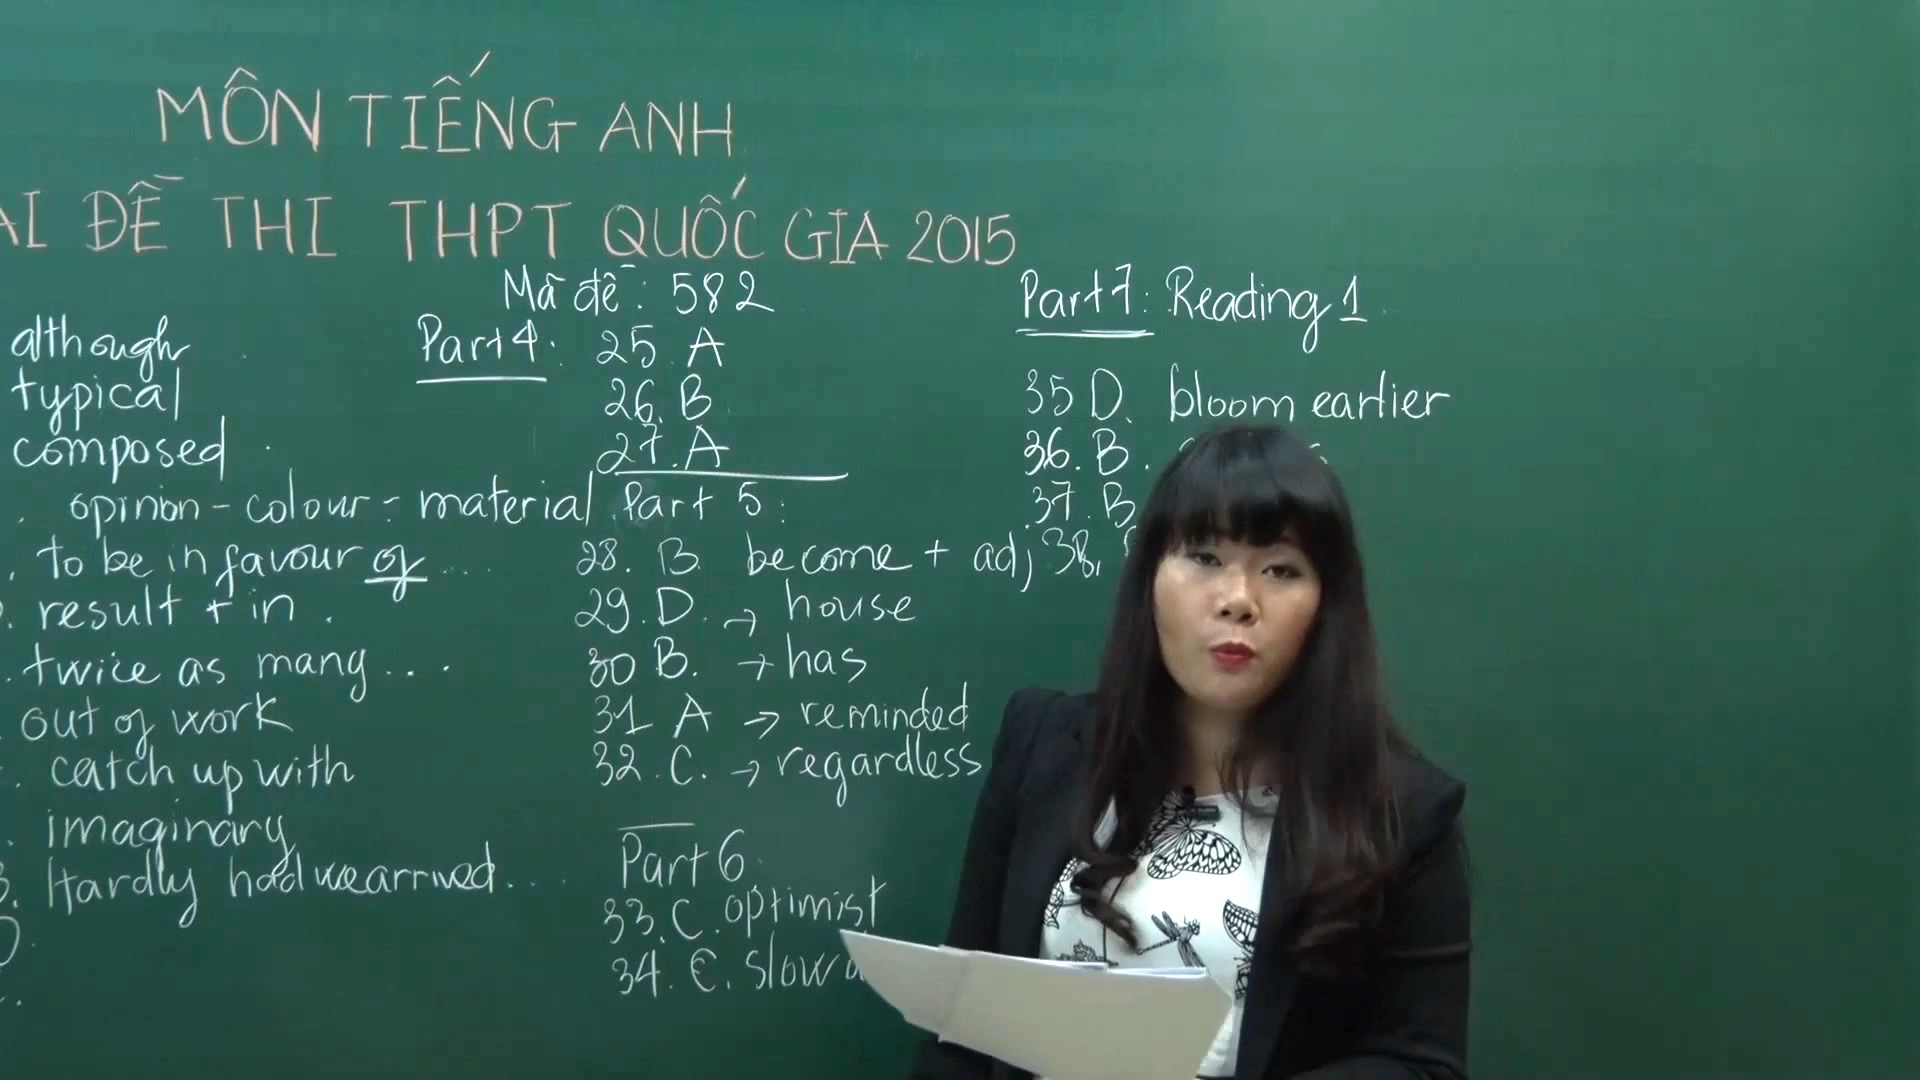 MÔN TIẾNG ANH
ĐỀ THI THPT QUỐC GIA 2015
Mã đề: 582
although
typical
composed
opinion - colour - material
to be in favour of ...
result + in .
twice as many ...
out of work
catch up with
imaginary
Hardly had we arrived ...
Part 4:
25 A
26. B
27. A
Part 5:
28. B. become + adj
29. D. → house
30 B. → has
31 A → reminded
32. C. → regardless
Part 6
33. C. optimist
34. C. slow
Part 7: Reading 1
35 D. bloom earlier
36. B.
37. B
38.